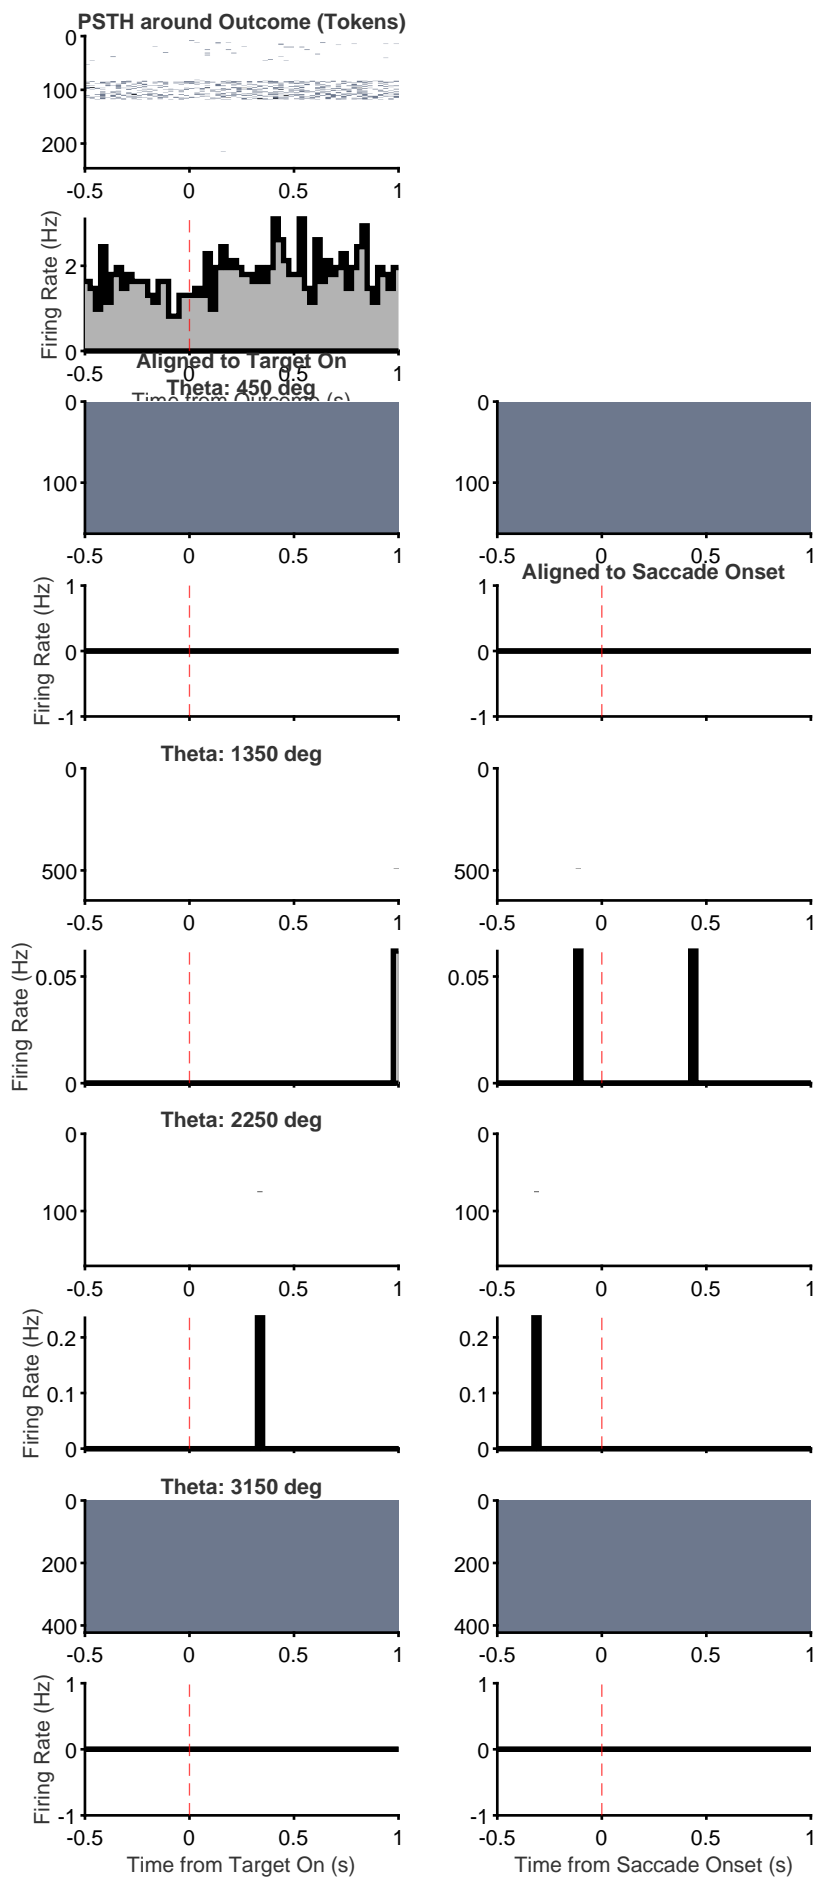 PSTH around Outcome (Tokens)
0
100
200
-0.5 0 0.5 1
Firing Rate (Hz)
2
0
-0.5 0 0.5 1
Time from Outcome (s)
Aligned to Target On
Theta: 450 deg
0
100
-0.5 0 0.5 1
0
100
-0.5 0 0.5 1
Firing Rate (Hz)
1
0
-1
Aligned to Saccade Onset
1
0
-1
Theta: 1350 deg
0
500
-0.5 0 0.5 1
0
500
-0.5 0 0.5 1
Firing Rate (Hz)
0.05
0
0.05
0
Theta: 2250 deg
0
100
-0.5 0 0.5 1
0
100
-0.5 0 0.5 1
Firing Rate (Hz)
0.2
0.1
0
0.2
0.1
0
Theta: 3150 deg
0
200
400
-0.5 0 0.5 1
0
200
400
-0.5 0 0.5 1
Firing Rate (Hz)
1
0
-1
-0.5 0 0.5 1
Time from Target On (s)
1
0
-1
-0.5 0 0.5 1
Time from Saccade Onset (s)